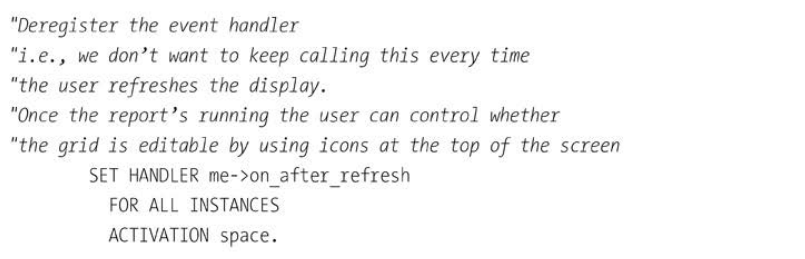 "Deregister the event handler
"i.e., we don’t want to keep calling this every time
"the user refreshes the display.
"Once the report’s running the user can control whether
"the grid is editable by using icons at the top of the screen
SET HANDLER me->on_after_refresh
FOR ALL INSTANCES
ACTIVATION space.